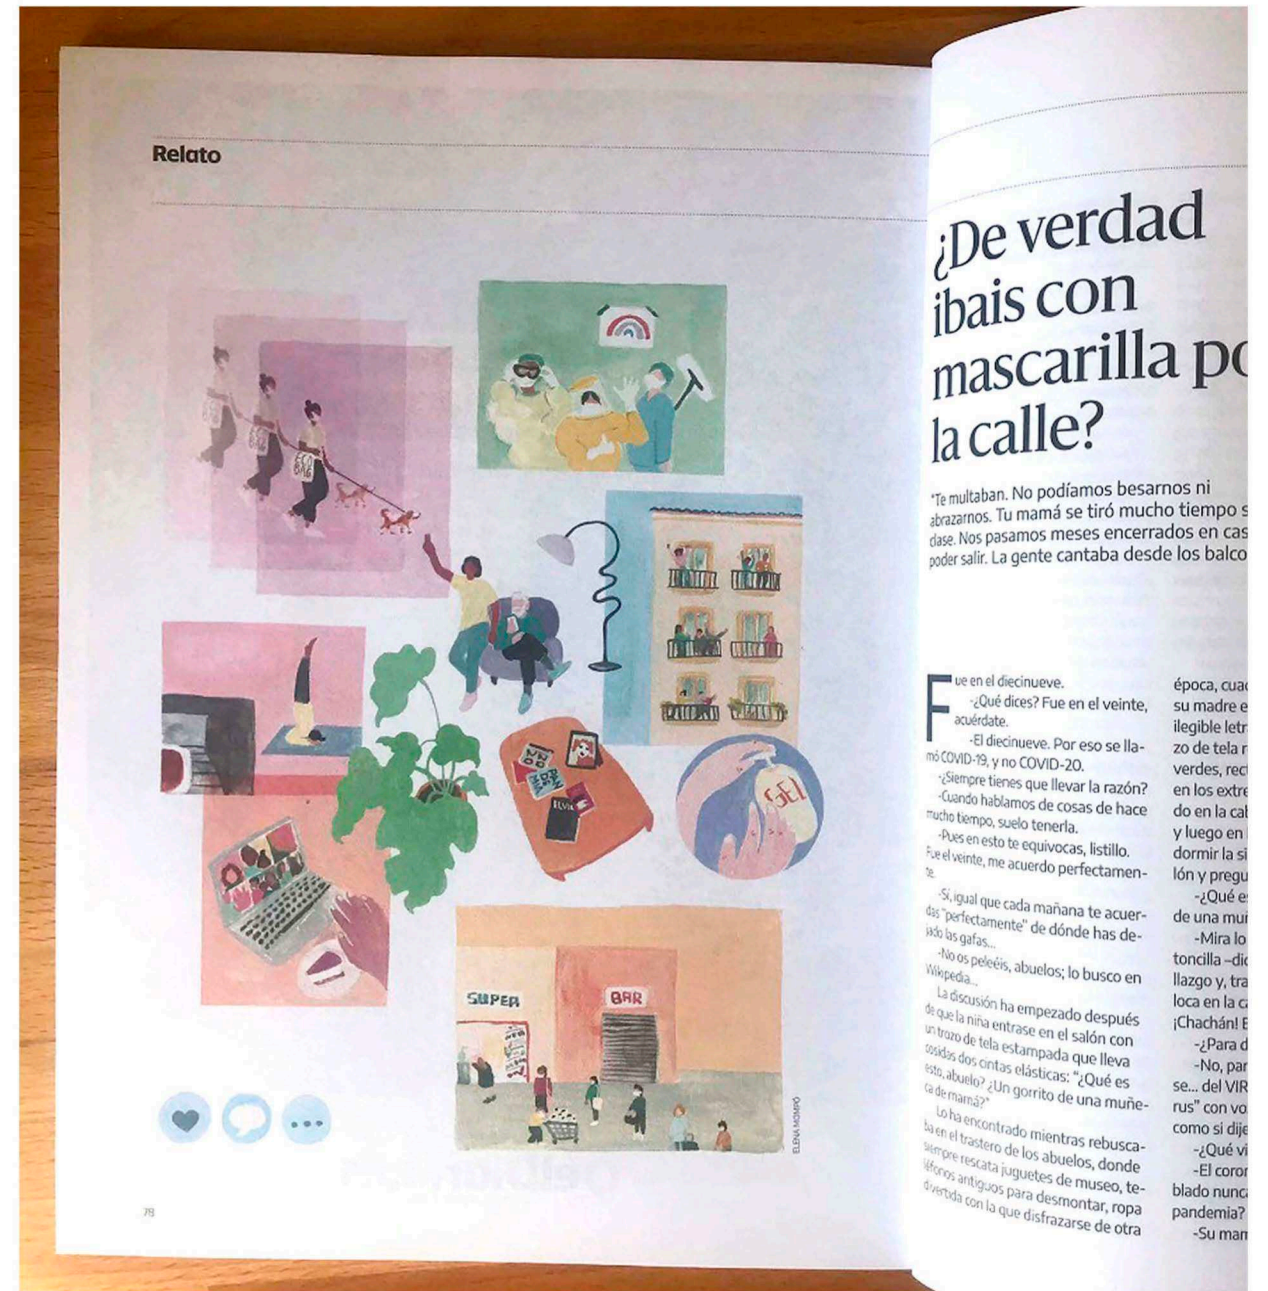 Relato
ECO
BAG
GEL
ELVIS
SUPER
BAR
ELENA MOMPÓ
78
¿De verdad
ibais con
mascarilla po
la calle?
"Te multaban. No podíamos besarnos ni
abrazarnos. Tu mamá se tiró mucho tiempo s
clase. Nos pasamos meses encerrados en cas
poder salir. La gente cantaba desde los balco
Fue en el diecinueve.
-¿Qué dices? Fue en el veinte,
acuérdate.
-El diecinueve. Por eso se lla-
mó COVID-19, y no COVID-20.
-¿Siempre tienes que llevar la razón?
-Cuando hablamos de cosas de hace
mucho tiempo, suelo tenerla.
-Pues en esto te equivocas, listillo.
Fue el veinte, me acuerdo perfectamen-
te.
-Sí, igual que cada mañana te acuer-
das "perfectamente" de dónde has de-
jado las gafas...
-No os peleéis, abuelos; lo busco en
Wikipedia...
La discusión ha empezado después
de que la niña entrase en el salón con
un trozo de tela estampada que lleva
cosidas dos cintas elásticas: "¿Qué es
esto, abuelo? ¿Un gorrito de una muñe-
ca de mamá?"
Lo ha encontrado mientras rebusca-
ba en el trastero de los abuelos, donde
siempre rescata juguetes de museo, te-
léfonos antiguos para desmontar, ropa
divertida con la que disfrazarse de otra
época, cuac
su madre e
ilegible letr
zo de tela r
verdes, rect
en los extre
do en la cal
y luego en
dormir la si
lón y pregu
-¿Qué e
de una mui
-Mira lo
toncilla –dic
llazgo y, tra
loca en la ca
¡Chachán! E
-¿Para d
-No, par
se... del VIR
rus" con vo
como si dije
-¿Qué vi
-El coror
blado nunc
pandemia?
-Su mam